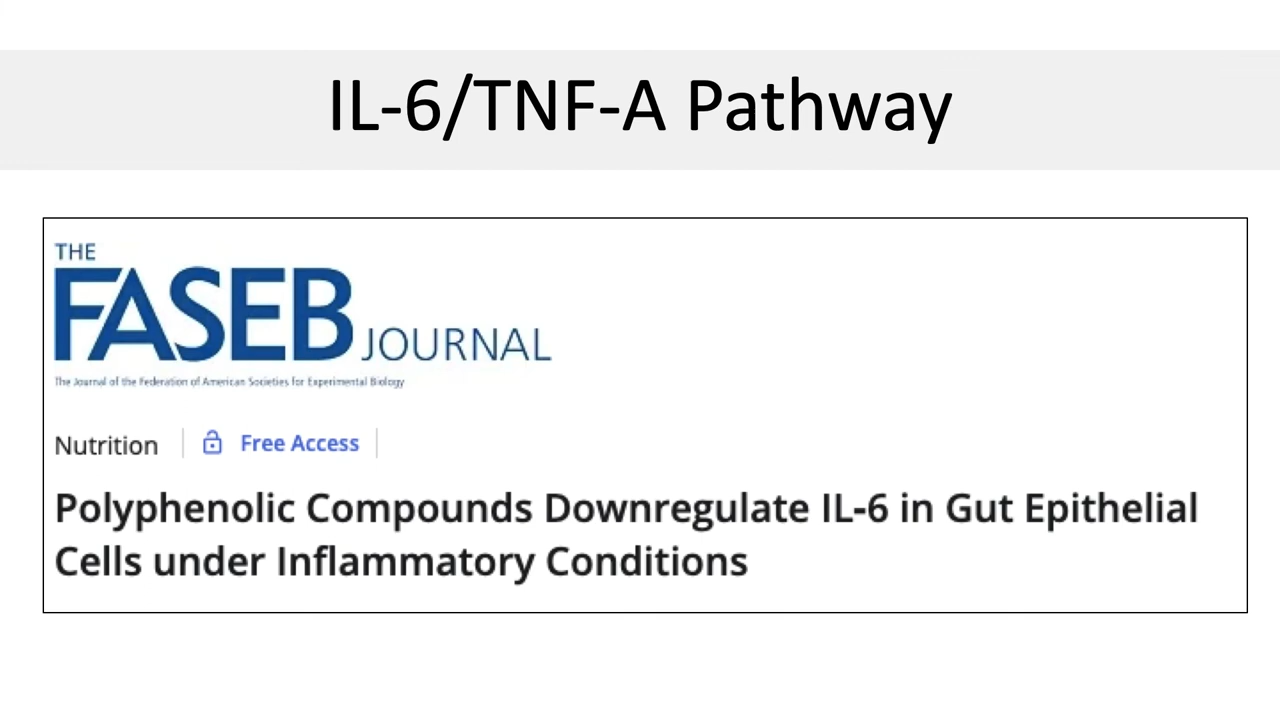 IL-6/TNF-A Pathway
THE
FASEB JOURNAL
The Journal of the Federation of American Societies for Experimental Biology
Nutrition Free Access
Polyphenolic Compounds Downregulate IL-6 in Gut Epithelial
Cells under Inflammatory Conditions